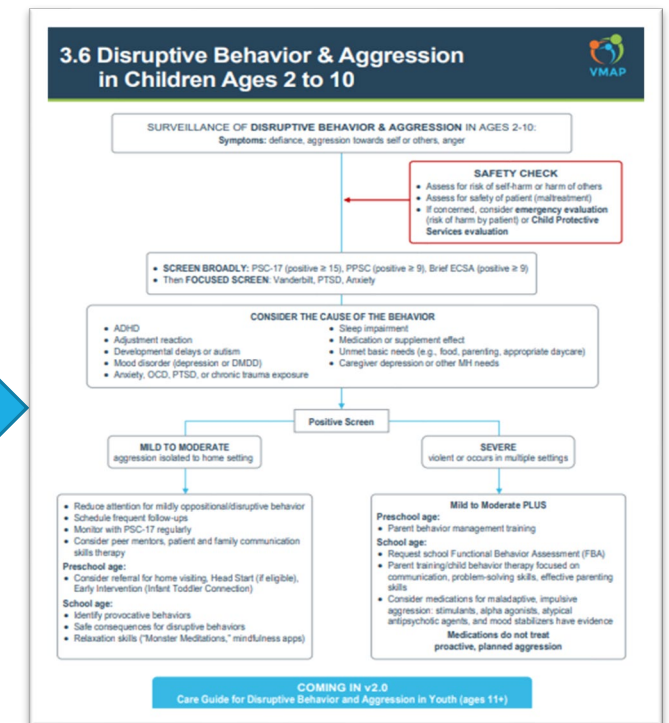 3.6 Disruptive Behavior & Aggression
in Children Ages 2 to 10
VMAP
SURVEILLANCE OF DISRUPTIVE BEHAVIOR & AGGRESSION IN AGES 2-10:
Symptoms: defiance, aggression towards self or others, anger
SAFETY CHECK
• Assess for risk of self-harm or harm of others
• Assess for safety of patient (maltreatment)
• If concerned, consider emergency evaluation
(risk of harm by patient) or Child Protective
Services evaluation
• SCREEN BROADLY: PSC-17 (positive ≥ 15), PPSC (positive ≥ 9), Brief ECSA (positive ≥ 9)
• Then FOCUSED SCREEN: Vanderbilt, PTSD, Anxiety
CONSIDER THE CAUSE OF THE BEHAVIOR
• ADHD
• Adjustment reaction
• Developmental delays or autism
• Mood disorder (depression or DMDD)
• Anxiety, OCD, PTSD, or chronic trauma exposure
• Sleep impairment
• Medication or supplement effect
• Unmet basic needs (e.g., food, parenting, appropriate daycare)
• Caregiver depression or other MH needs
Positive Screen
MILD TO MODERATE
aggression isolated to home setting
SEVERE
violent or occurs in multiple settings
• Reduce attention for mildly oppositional/disruptive behavior
• Schedule frequent follow-ups
• Monitor with PSC-17 regularly
• Consider peer mentors, patient and family communication
skills therapy
Preschool age:
• Consider referral for home visiting, Head Start (if eligible),
Early Intervention (Infant Toddler Connection)
School age:
• Identify provocative behaviors
• Safe consequences for disruptive behaviors
• Relaxation skills ("Monster Meditations," mindfulness apps)
Mild to Moderate PLUS
Preschool age:
• Parent behavior management training
School age:
• Request school Functional Behavior Assessment (FBA)
• Parent training/child behavior therapy focused on
communication, problem-solving skills, effective parenting
skills
• Consider medications for maladaptive, impulsive
aggression: stimulants, alpha agonists, atypical
antipsychotic agents, and mood stabilizers have evidence
Medications do not treat
proactive, planned aggression
COMING IN v2.0
Care Guide for Disruptive Behavior and Aggression in Youth (ages 11+)